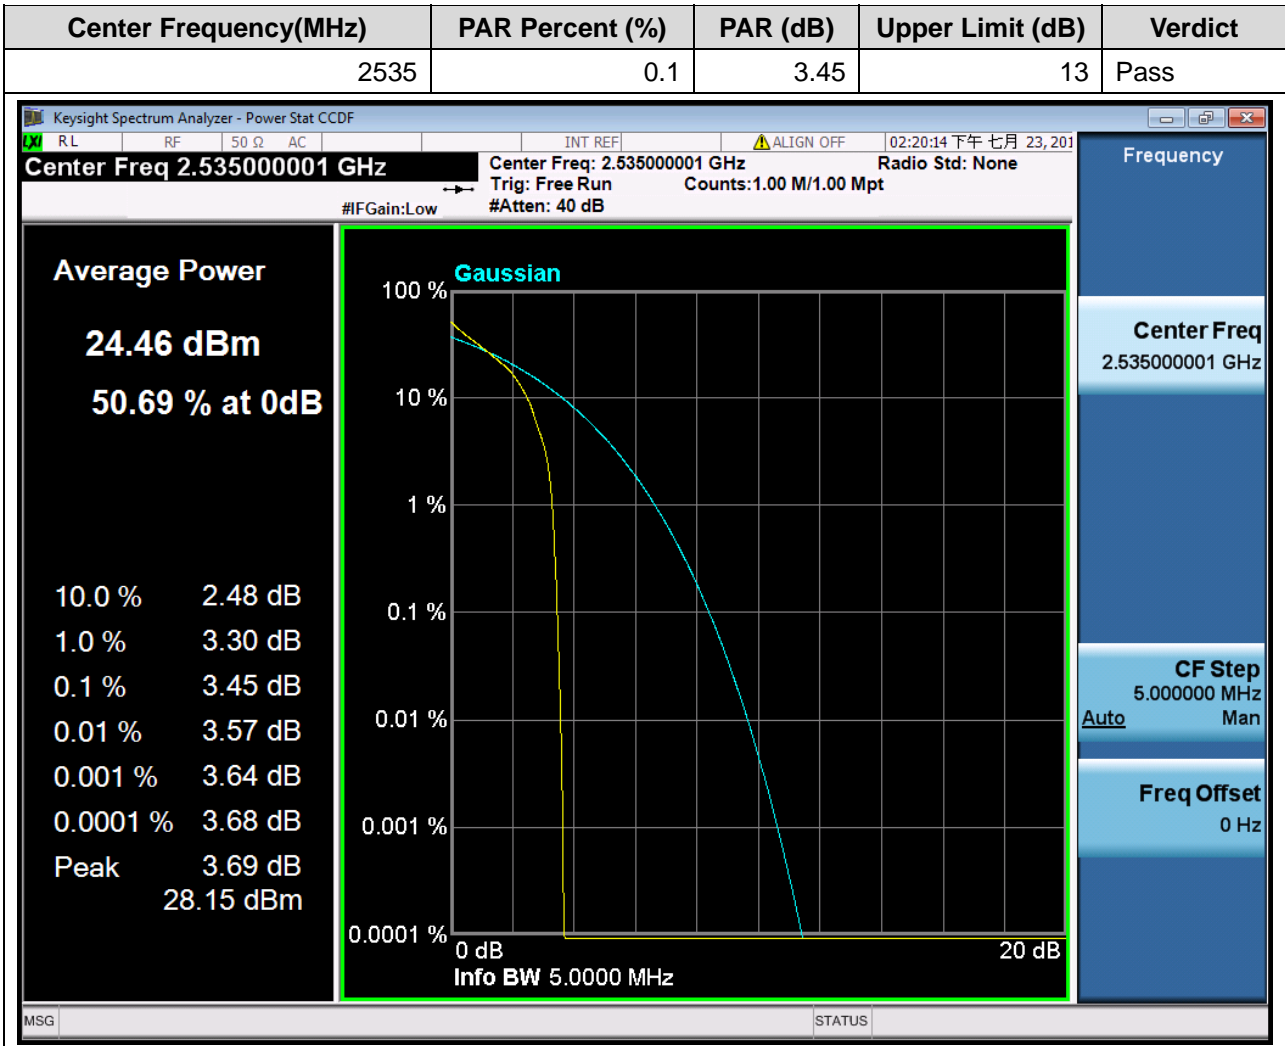 Center Frequency(MHz) PAR Percent (%) PAR (dB) Upper Limit (dB) Verdict
2535 0.1 3.45 13 Pass
Keysight Spectrum Analyzer - Power Stat CCDF
LXI RL RF 50 Ω AC INT REF ALIGN OFF 02:20:14 下午 七月 23, 201
Center Freq 2.535000001 GHz
Center Freq: 2.535000001 GHz Radio Std: None
Trig: Free Run Counts:1.00 M/1.00 Mpt
#IFGain:Low #Atten: 40 dB
Average Power
24.46 dBm
50.69 % at 0dB
10.0 % 2.48 dB
1.0 % 3.30 dB
0.1 % 3.45 dB
0.01 % 3.57 dB
0.001 % 3.64 dB
0.0001 % 3.68 dB
Peak 3.69 dB
28.15 dBm
Gaussian
100 %
10 %
1 %
0.1 %
0.01 %
0.001 %
0.0001 %
0 dB 20 dB
Info BW 5.0000 MHz
Frequency
Center Freq
2.535000001 GHz
CF Step
5.000000 MHz
Auto Man
Freq Offset
0 Hz
MSG STATUS